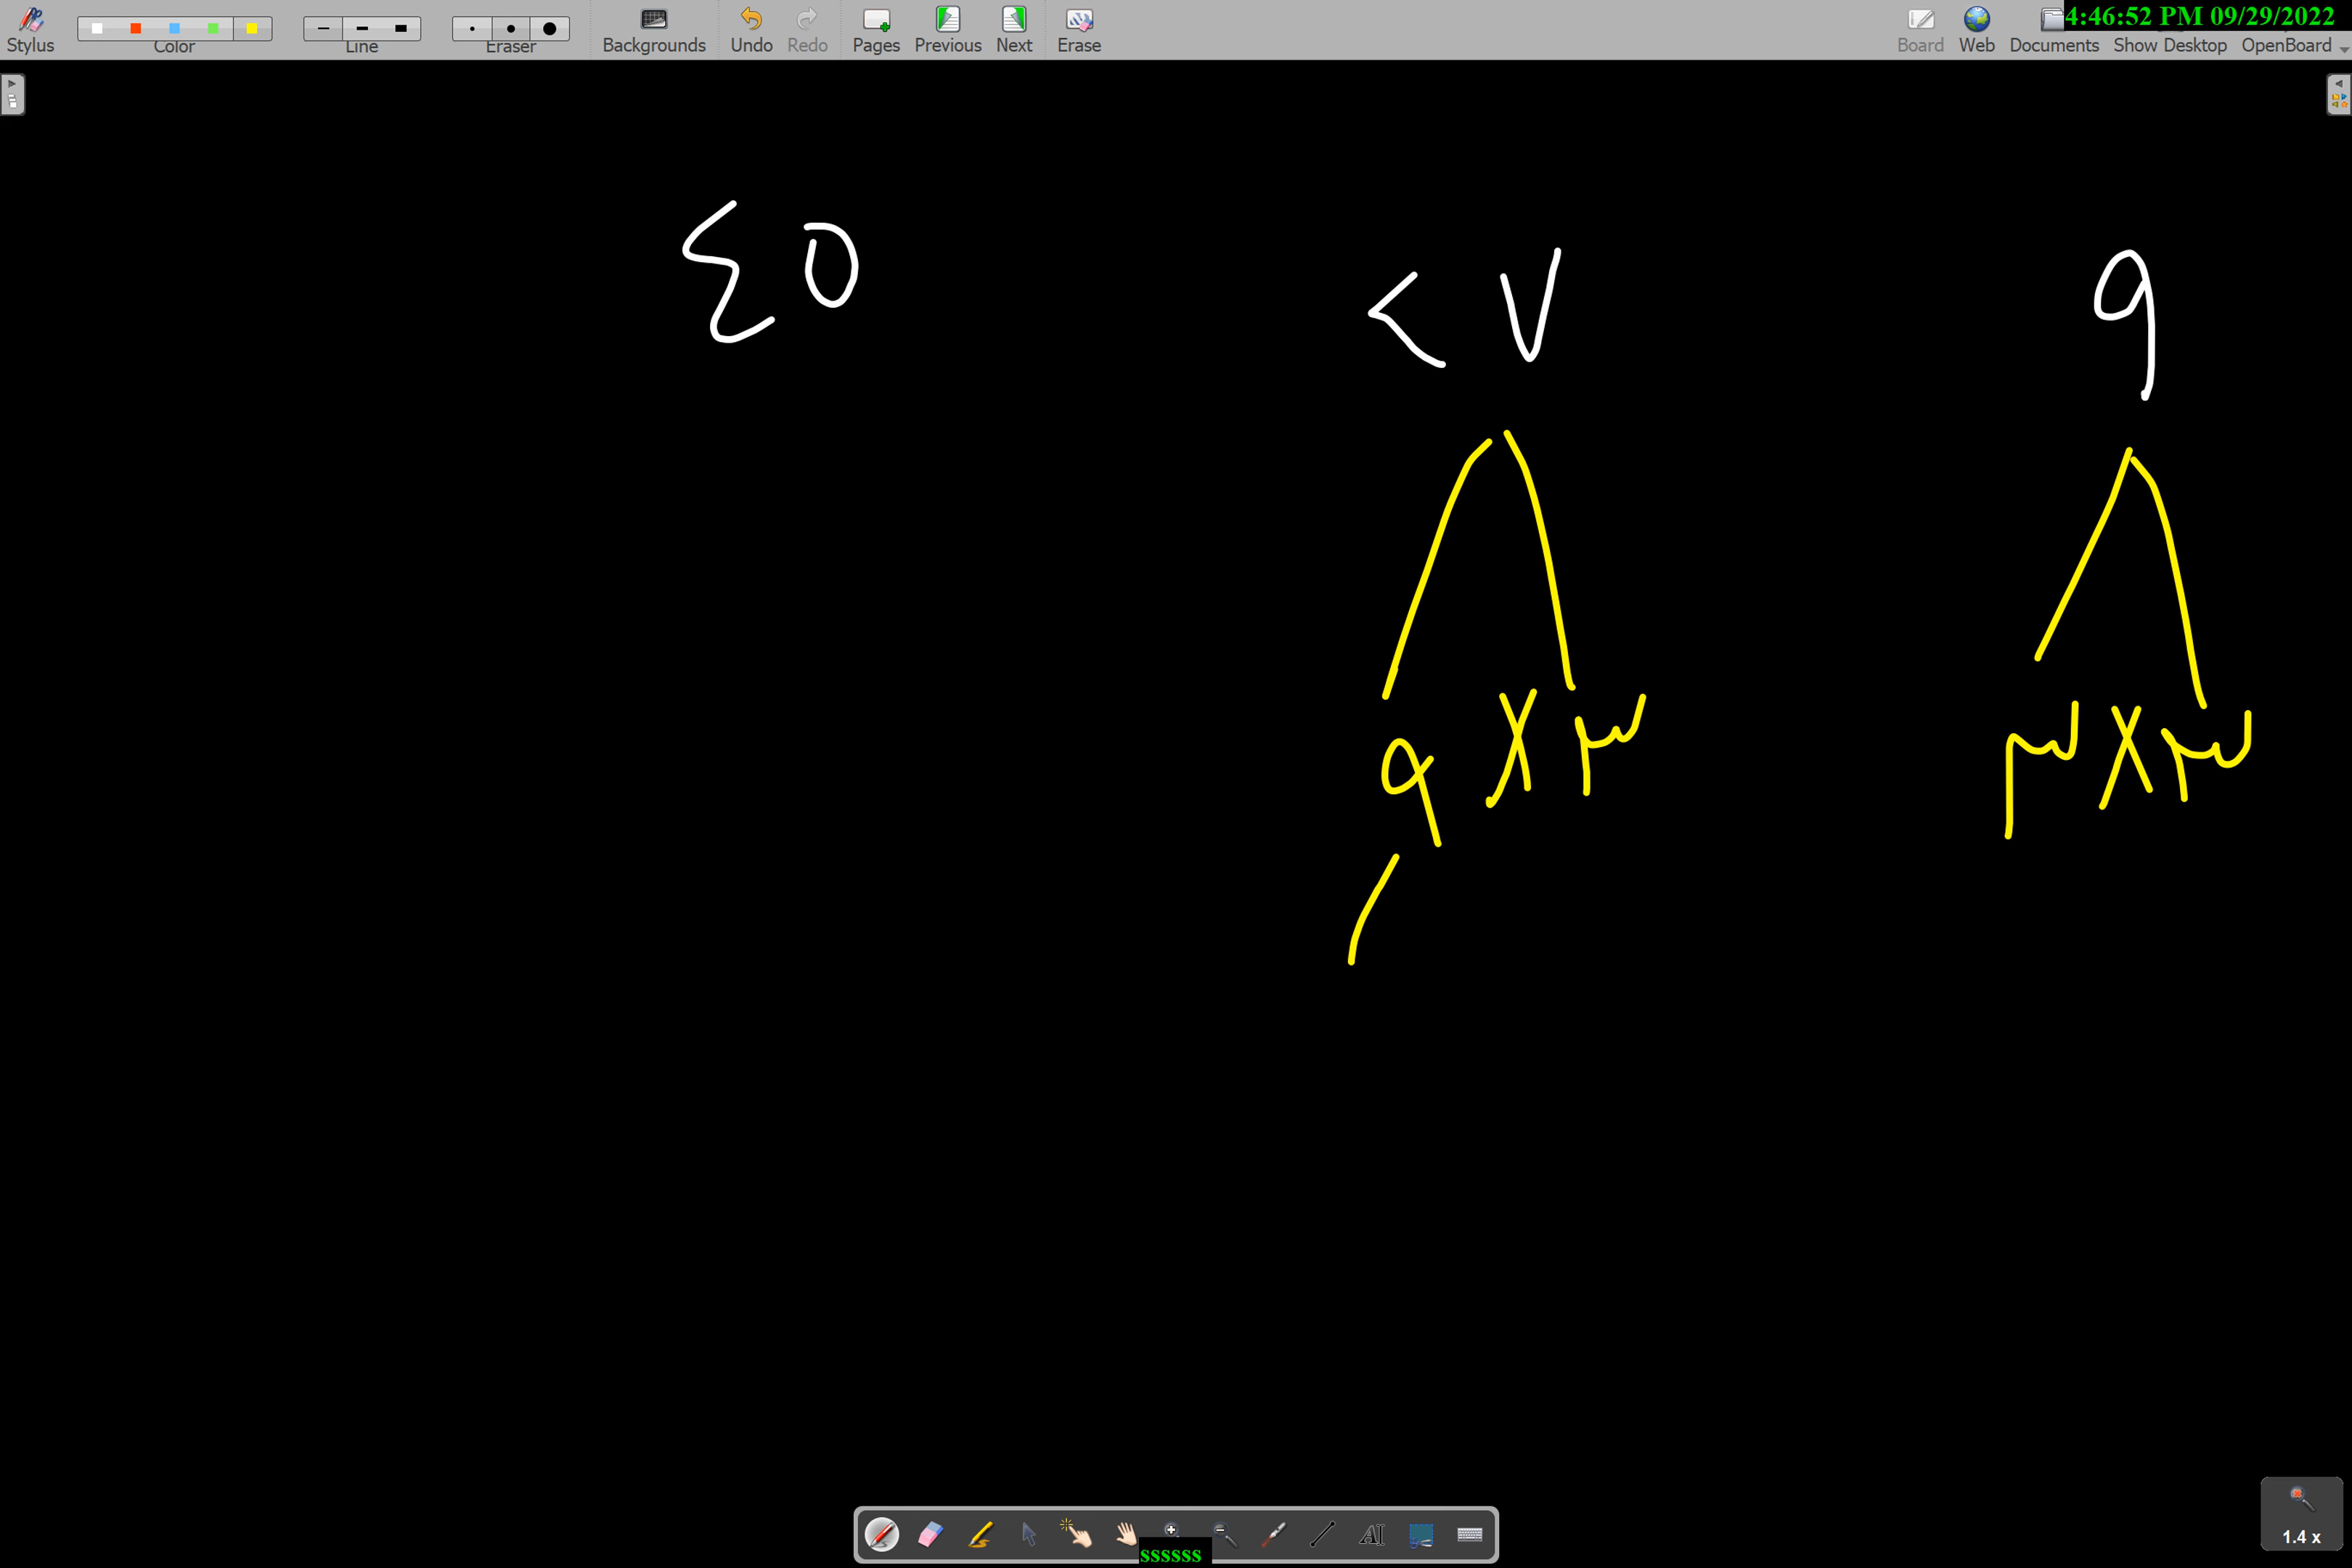 4:46:52 PM 09/29/2022
Stylus Color Line Eraser Backgrounds Undo Redo Pages Previous Next Erase Board Web Documents Show Desktop OpenBoard
٤٥ ٢٧ ٩
٩ × ٣ ٣ × ٣
1.4 x
ssssss